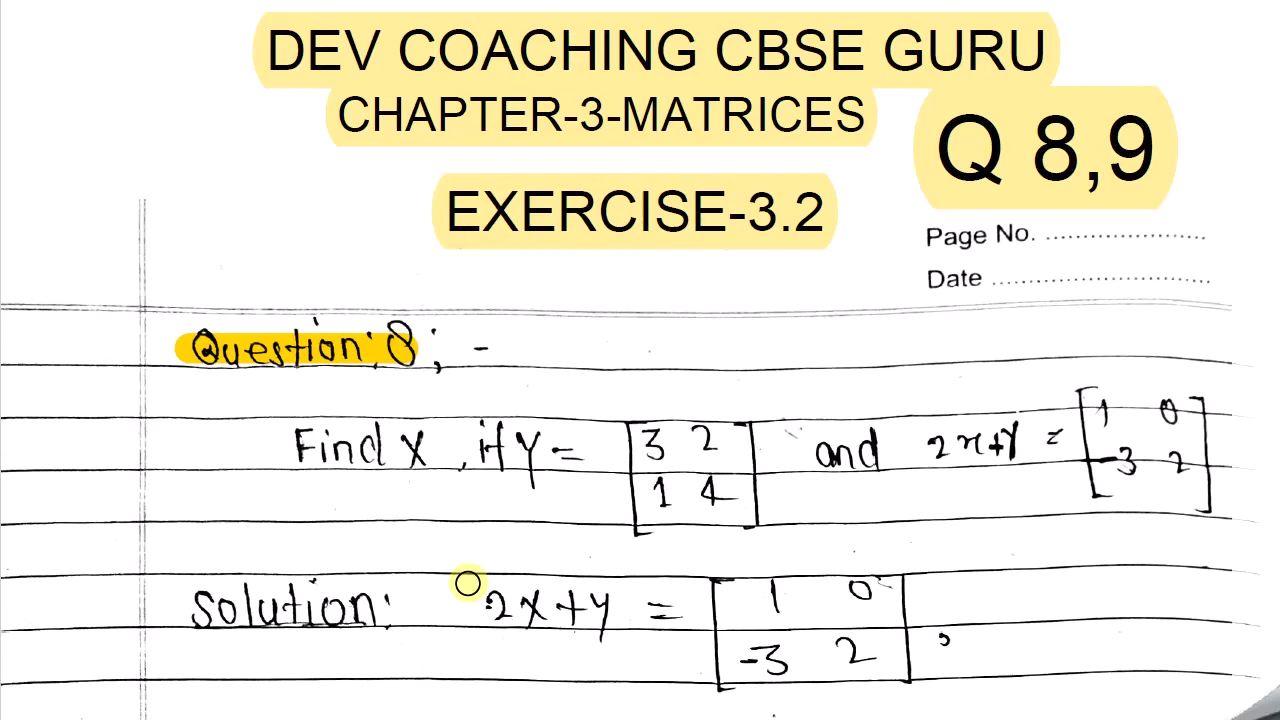 DEV COACHING CBSE GURU
CHAPTER-3-MATRICES
Q 8,9
EXERCISE-3.2
Page No. ........................
Date ................................
Question: 8; -
Find X, if Y = [3 2
1 4] and 2x+Y = [1 0
-3 2]
Solution: 2X+Y = [1 0
-3 2],